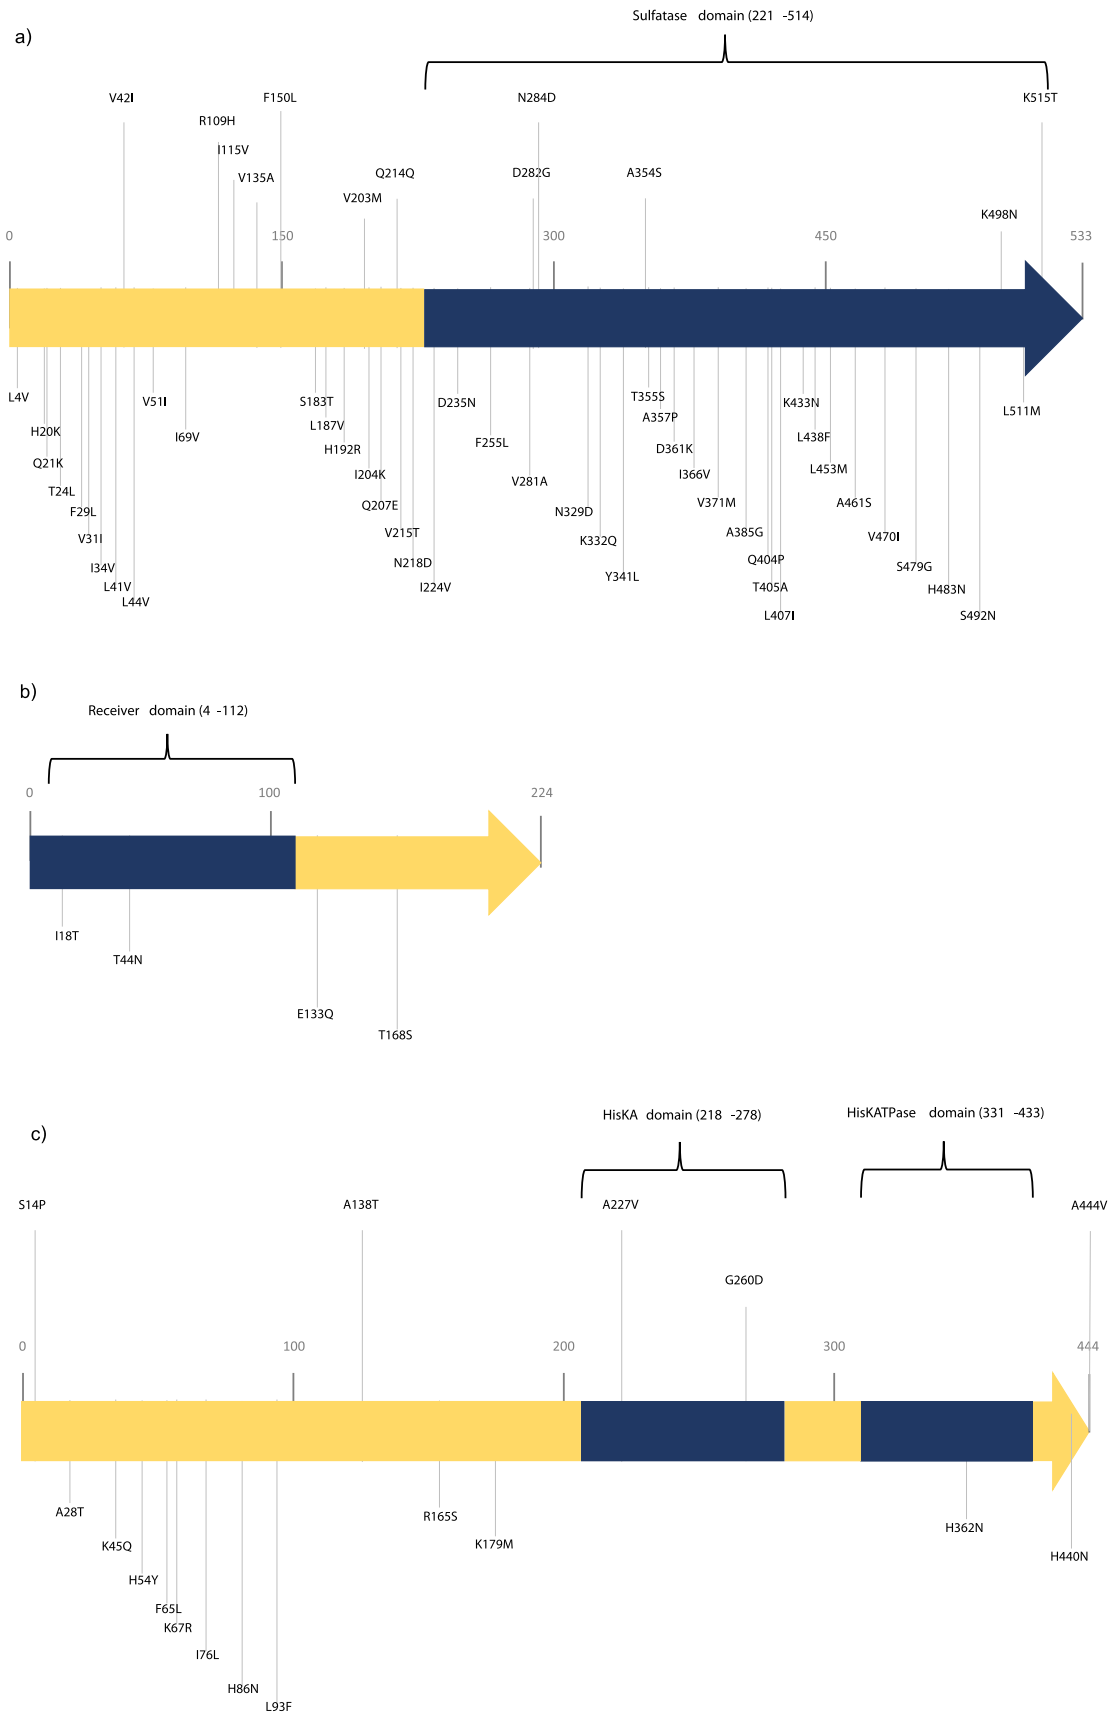 a)
Sulfatase domain (221 -514)
V42I
F150L
N284D
K515T
R109H
I115V
V135A
Q214Q
D282G
A354S
V203M
K498N
0
150
300
450
533
L4V
V51I
S183T
D235N
T355S
K433N
L511M
H20K
I69V
L187V
A357P
L438F
H192R
F255L
D361K
Q21K
I204K
I366V
L453M
T24L
Q207E
V281A
V371M
A461S
F29L
N329D
V31I
V215T
K332Q
A385G
V470I
I34V
N218D
Q404P
S479G
L41V
I224V
Y341L
T405A
H483N
L44V
L407I
S492N
b)
Receiver domain (4 -112)
0
100
224
I18T
T44N
E133Q
T168S
c)
HisKA domain (218 -278)
HisKATPase domain (331 -433)
S14P
A138T
A227V
A444V
G260D
0
100
200
300
444
A28T
R165S
H362N
K45Q
K179M
H440N
H54Y
F65L
K67R
I76L
H86N
L93F